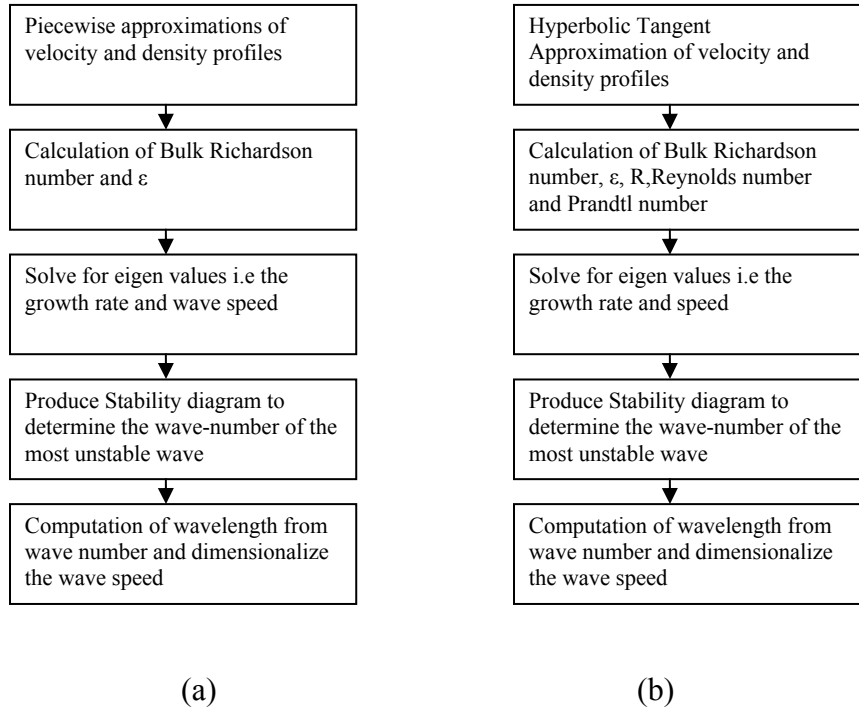 Piecewise approximations of
velocity and density profiles
Calculation of Bulk Richardson
number and ε
Solve for eigen values i.e the
growth rate and wave speed
Produce Stability diagram to
determine the wave-number of the
most unstable wave
Computation of wavelength from
wave number and dimensionalize
the wave speed
(a)
Hyperbolic Tangent
Approximation of velocity and
density profiles
Calculation of Bulk Richardson
number, ε, R,Reynolds number
and Prandtl number
Solve for eigen values i.e the
growth rate and speed
Produce Stability diagram to
determine the wave-number of the
most unstable wave
Computation of wavelength from
wave number and dimensionalize
the wave speed
(b)